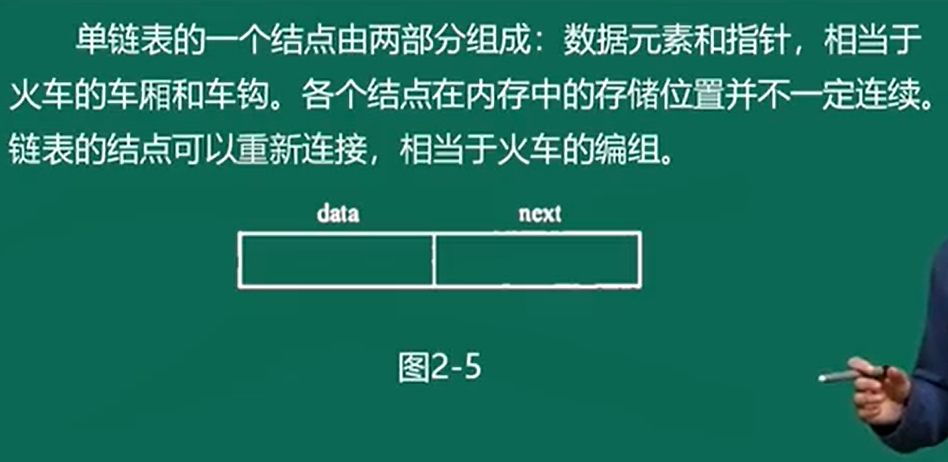 单链表的一个结点由两部分组成：数据元素和指针，相当于
火车的车厢和车钩。各个结点在内存中的存储位置并不一定连续。
链表的结点可以重新连接，相当于火车的编组。
data next
图2-5